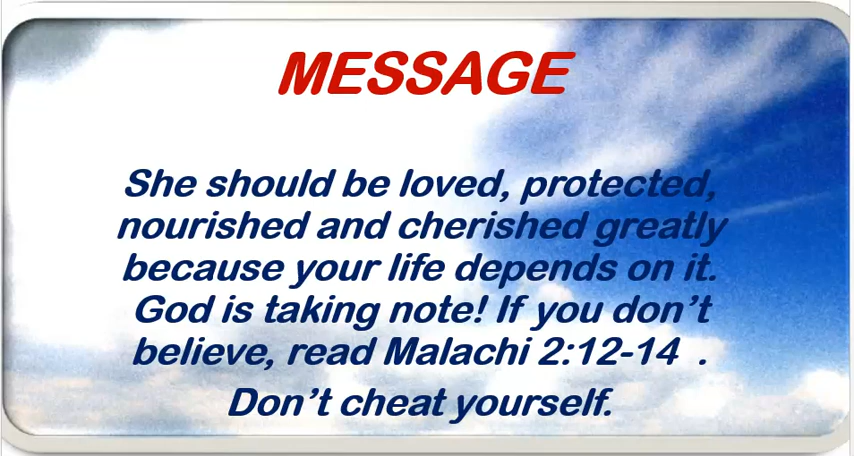 MESSAGE
She should be loved, protected,
nourished and cherished greatly
because your life depends on it.
God is taking note! If you don't
believe, read Malachi 2:12-14 .
Don't cheat yourself.